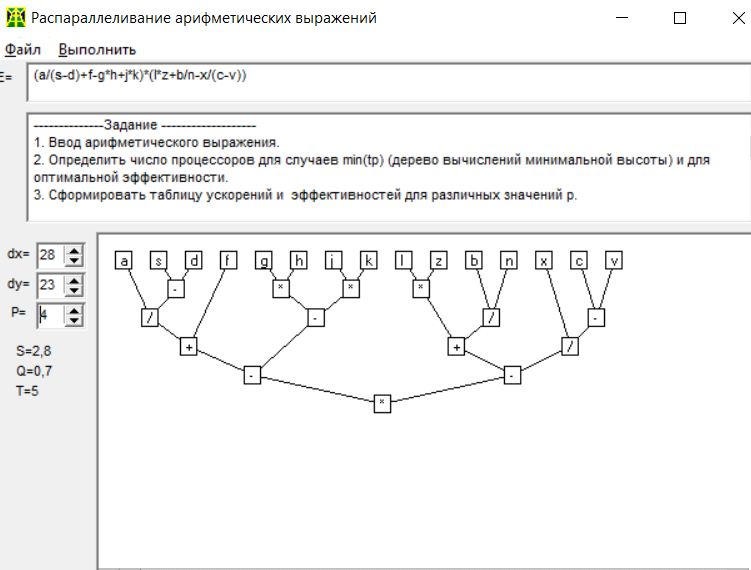 Распараллеливание арифметических выражений
Файл Выполнить
E= (a/(s-d)+f-g*h+j*k)*(l*z+b/n-x/(c-v))
--------------Задание -------------------
1. Ввод арифметического выражения.
2. Определить число процессоров для случаев min(tp) (дерево вычислений минимальной высоты) и для
оптимальной эффективности.
3. Сформировать таблицу ускорений и эффективностей для различных значений p.
dx= 28
dy= 23
P= 4
S=2,8
Q=0,7
T=5
a s d f g h j k l z b n x c v
- * * *
/ - / -
+ + /
- -
*